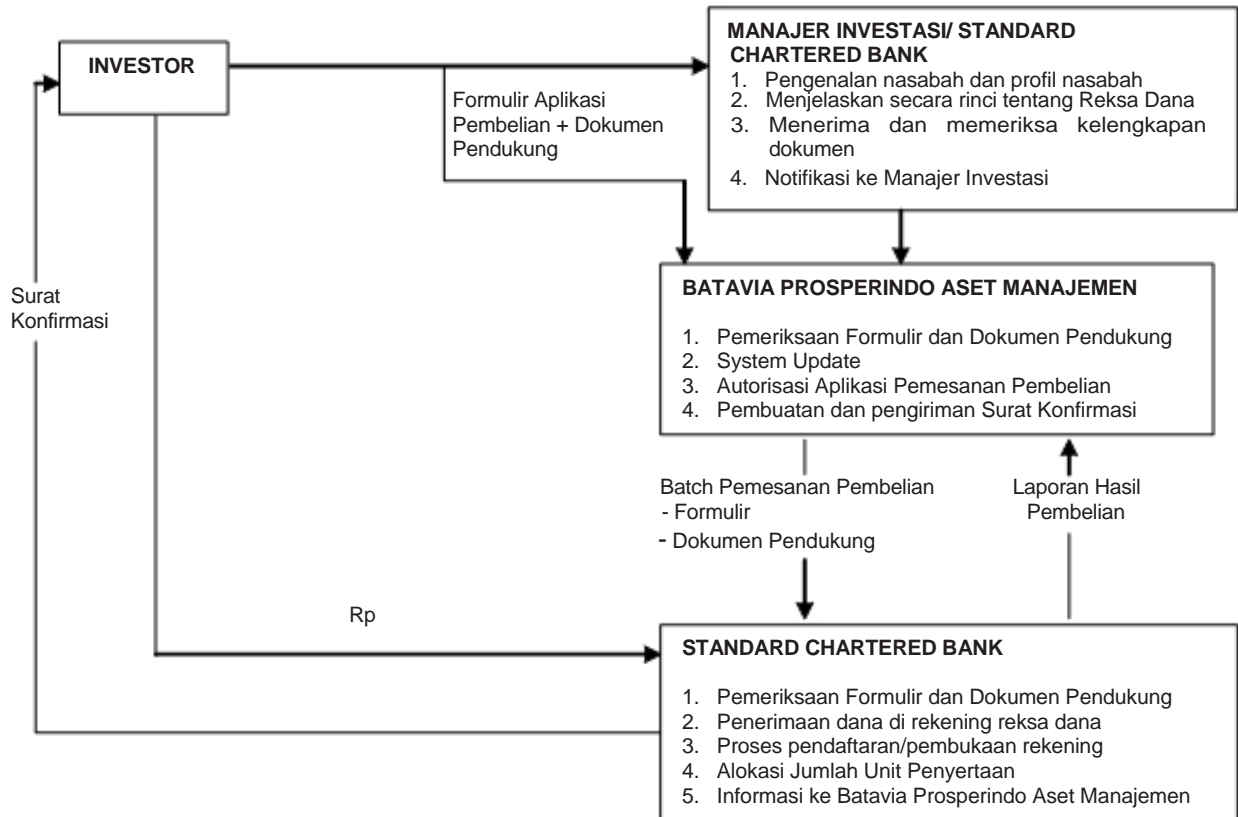 INVESTOR
MANAJER INVESTASI/ STANDARD
CHARTERED BANK
1. Pengenalan nasabah dan profil nasabah
2. Menjelaskan secara rinci tentang Reksa Dana
3. Menerima dan memeriksa kelengkapan
dokumen
4. Notifikasi ke Manajer Investasi
Formulir Aplikasi
Pembelian + Dokumen
Pendukung
BATAVIA PROSPERINDO ASET MANAJEMEN
1. Pemeriksaan Formulir dan Dokumen Pendukung
2. System Update
3. Autorisasi Aplikasi Pemesanan Pembelian
4. Pembuatan dan pengiriman Surat Konfirmasi
Surat
Konfirmasi
Batch Pemesanan Pembelian
- Formulir
- Dokumen Pendukung
Laporan Hasil
Pembelian
Rp
STANDARD CHARTERED BANK
1. Pemeriksaan Formulir dan Dokumen Pendukung
2. Penerimaan dana di rekening reksa dana
3. Proses pendaftaran/pembukaan rekening
4. Alokasi Jumlah Unit Penyertaan
5. Informasi ke Batavia Prosperindo Aset Manajemen